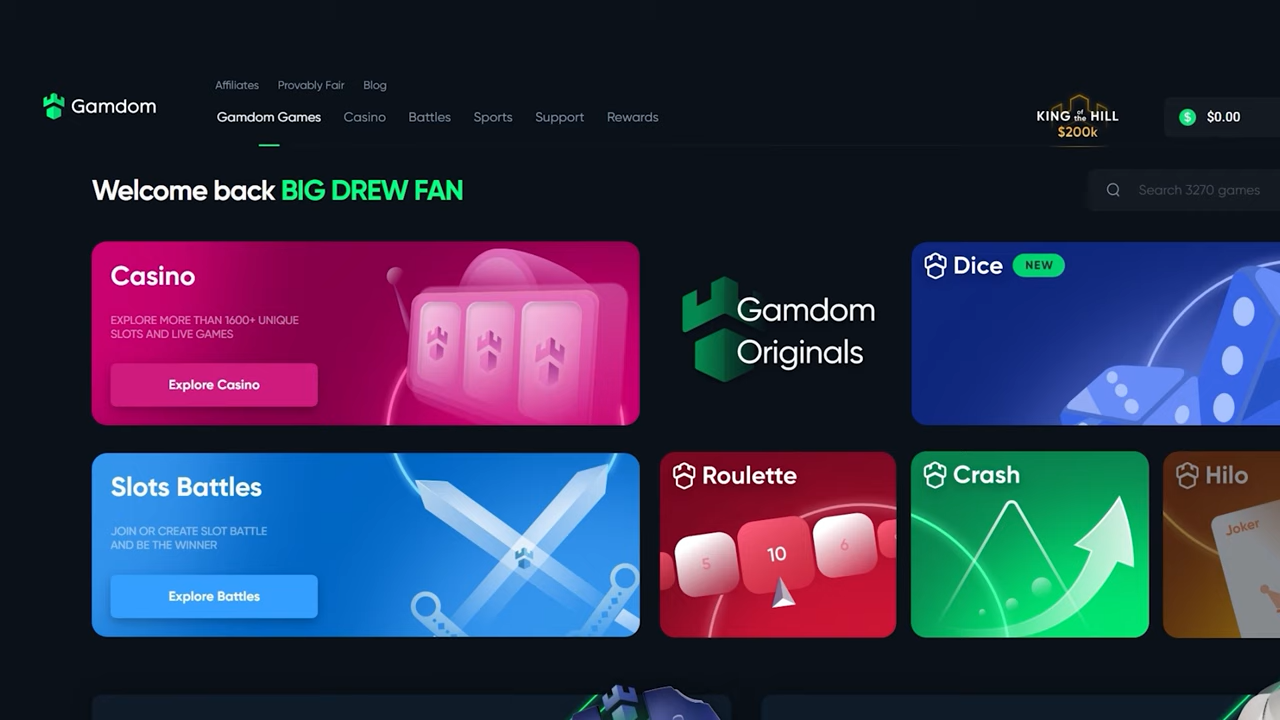 Affiliates Provably Fair Blog
Gamdom
Gamdom Games Casino Battles Sports Support Rewards
KING of the HILL
$200k
$ $0.00
Welcome back BIG DREW FAN
Search 3270 games
Casino
EXPLORE MORE THAN 1600+ UNIQUE
SLOTS AND LIVE GAMES
Explore Casino
Gamdom
Originals
Dice NEW
Slots Battles
JOIN OR CREATE SLOT BATTLE
AND BE THE WINNER
Explore Battles
Roulette
5 10 6
Crash
Hilo
Joker